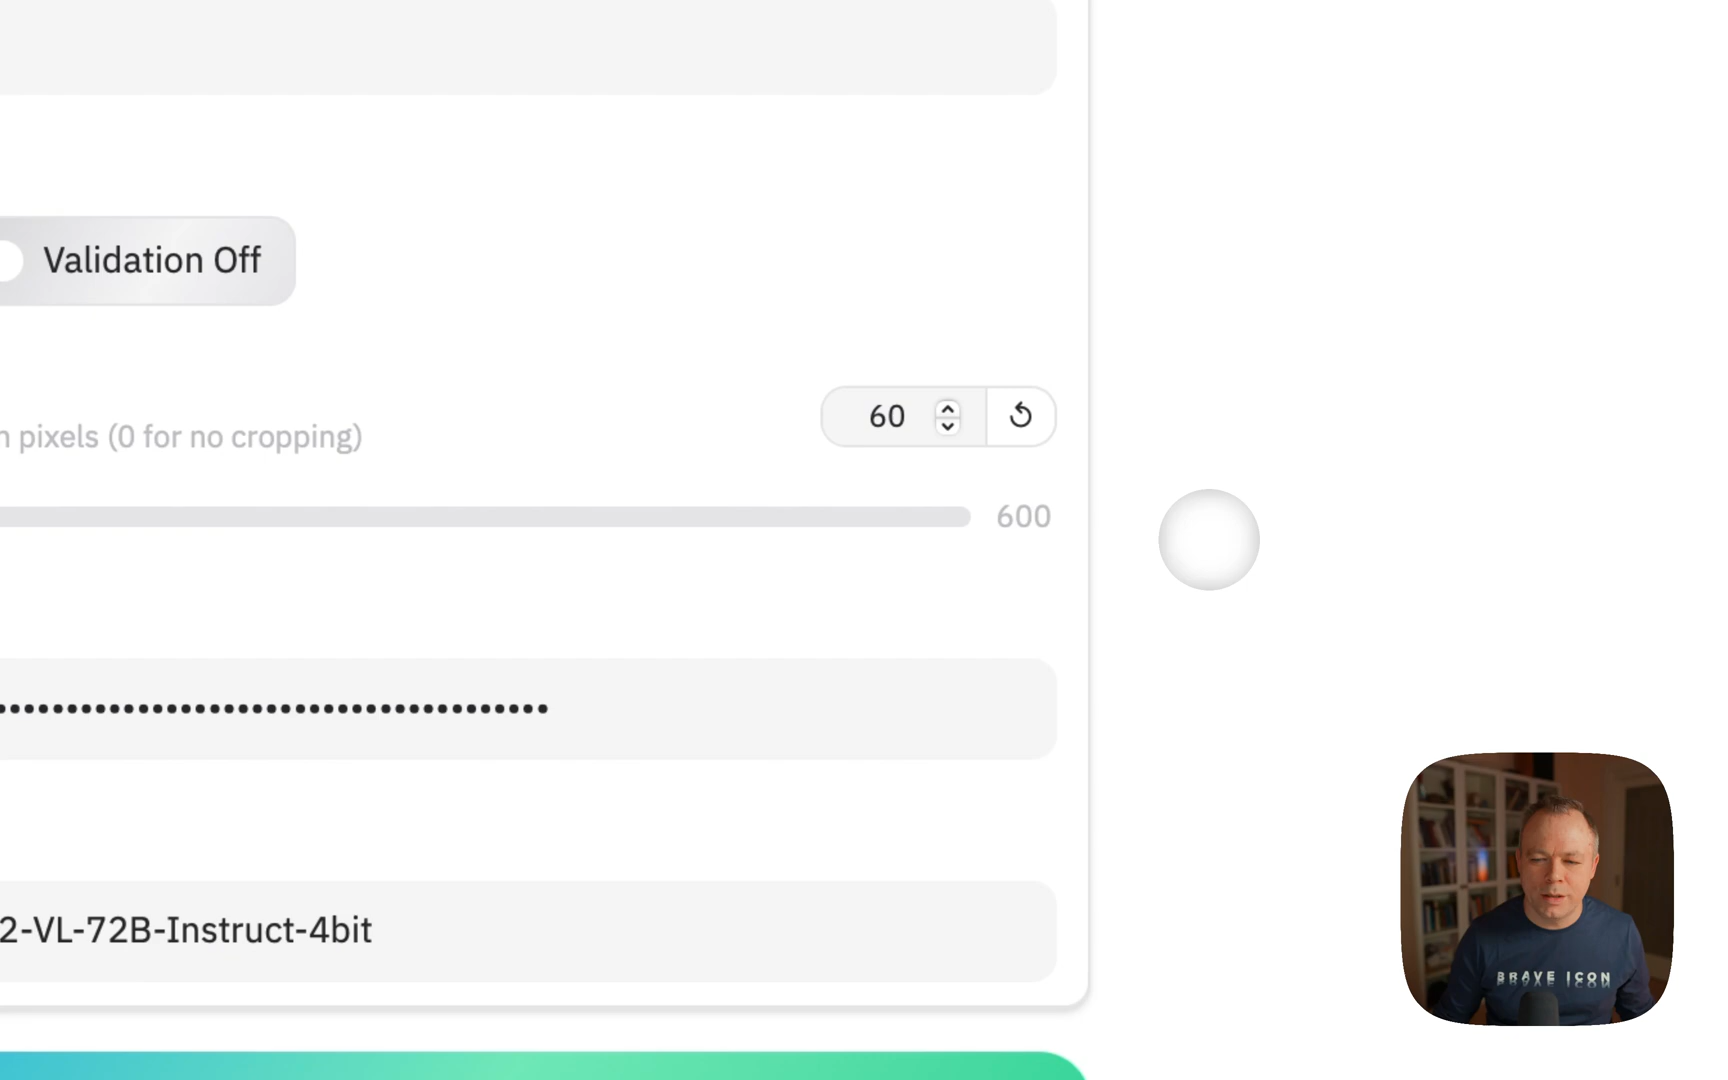 Validation Off
60
n pixels (0 for no cropping)
600
2-VL-72B-Instruct-4bit
BRAVE ICON